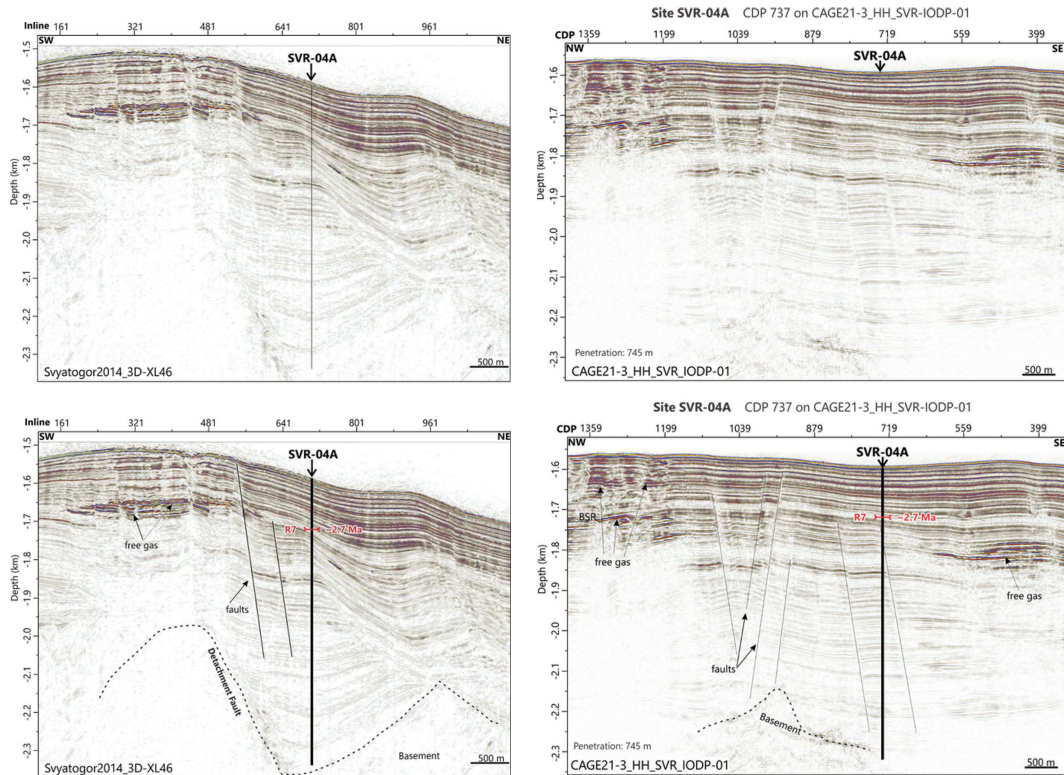 Inline 161 321 481 641 801 961
SW NE
SVR-04A
-1.5
-1.6
-1.7
-1.8
-1.9
-2.0
-2.1
-2.2
-2.3
Depth (km)
Svyatogor2014_3D-XL46
500 m
Site SVR-04A CDP 737 on CAGE21-3_HH_SVR-IODP-01
CDP 1359 1199 1039 879 719 559 399
NW SE
SVR-04A
-1.6
-1.7
-1.8
-1.9
-2.0
-2.1
-2.2
-2.3
Depth (km)
Penetration: 745 m
CAGE21-3_HH_SVR_IODP-01
500 m
Inline 161 321 481 641 801 961
SW NE
SVR-04A
-1.5
-1.6
-1.7
-1.8
-1.9
-2.0
-2.1
-2.2
-2.3
Depth (km)
R7 ~2.7 Ma
free gas
faults
Detachment Fault
Basement
Svyatogor2014_3D-XL46
500 m
Site SVR-04A CDP 737 on CAGE21-3_HH_SVR-IODP-01
CDP 1359 1199 1039 879 719 559 399
NW SE
SVR-04A
-1.6
-1.7
-1.8
-1.9
-2.0
-2.1
-2.2
-2.3
Depth (km)
BSR
R7 ~2.7 Ma
free gas
free gas
faults
Basement
Penetration: 745 m
CAGE21-3_HH_SVR_IODP-01
500 m